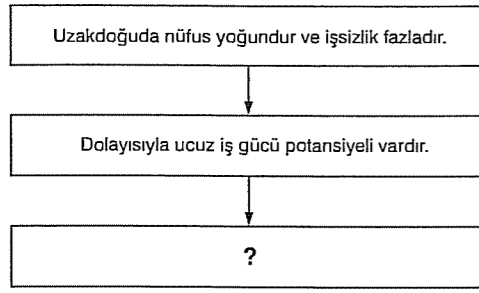 Uzakdoğuda nüfus yoğundur ve işsizlik fazladır.
Dolayısıyla ucuz iş gücü potansiyeli vardır.
?